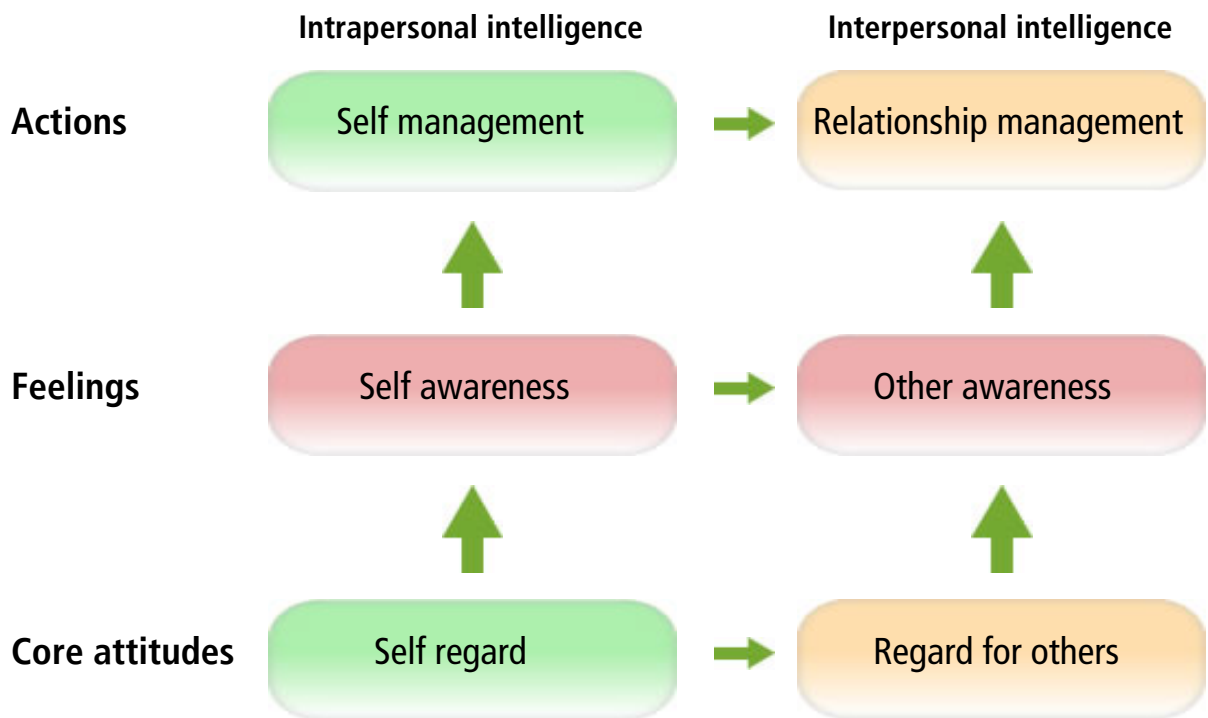 Intrapersonal intelligence
Interpersonal intelligence
Actions
Self management
Relationship management
Feelings
Self awareness
Other awareness
Core attitudes
Self regard
Regard for others